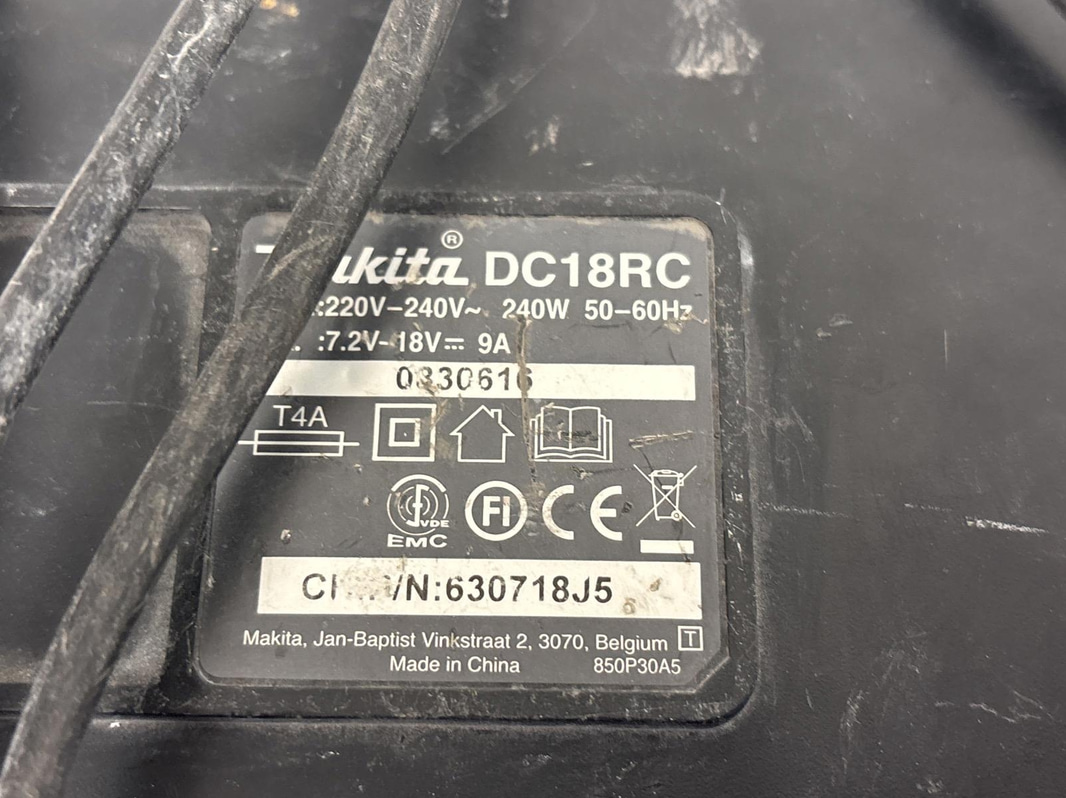 Makita® DC18RC
:220V–240V~ 240W 50–60Hz
:7.2V–18V⎓ 9A
0330616
T4A
VDE
EMC
FI CE
/N:630718J5
Makita, Jan-Baptist Vinkstraat 2, 3070, Belgium T
Made in China 850P30A5